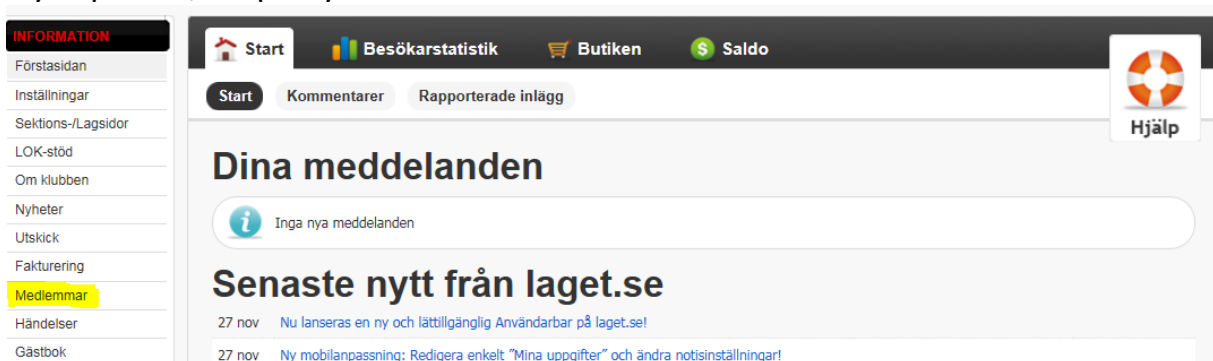 INFORMATION
Förstasidan
Inställningar
Sektions-/Lagsidor
LOK-stöd
Om klubben
Nyheter
Utskick
Fakturering
Medlemmar
Händelser
Gästbok
Start Besökarstatistik Butiken Saldo
Start Kommentarer Rapporterade inlägg
Hjälp
Dina meddelanden
Inga nya meddelanden
Senaste nytt från laget.se
27 nov Nu lanseras en ny och lättillgänglig Användarbar på laget.se!
27 nov Ny mobilanpassning: Redigera enkelt "Mina uppgifter" och ändra notisinställningar!